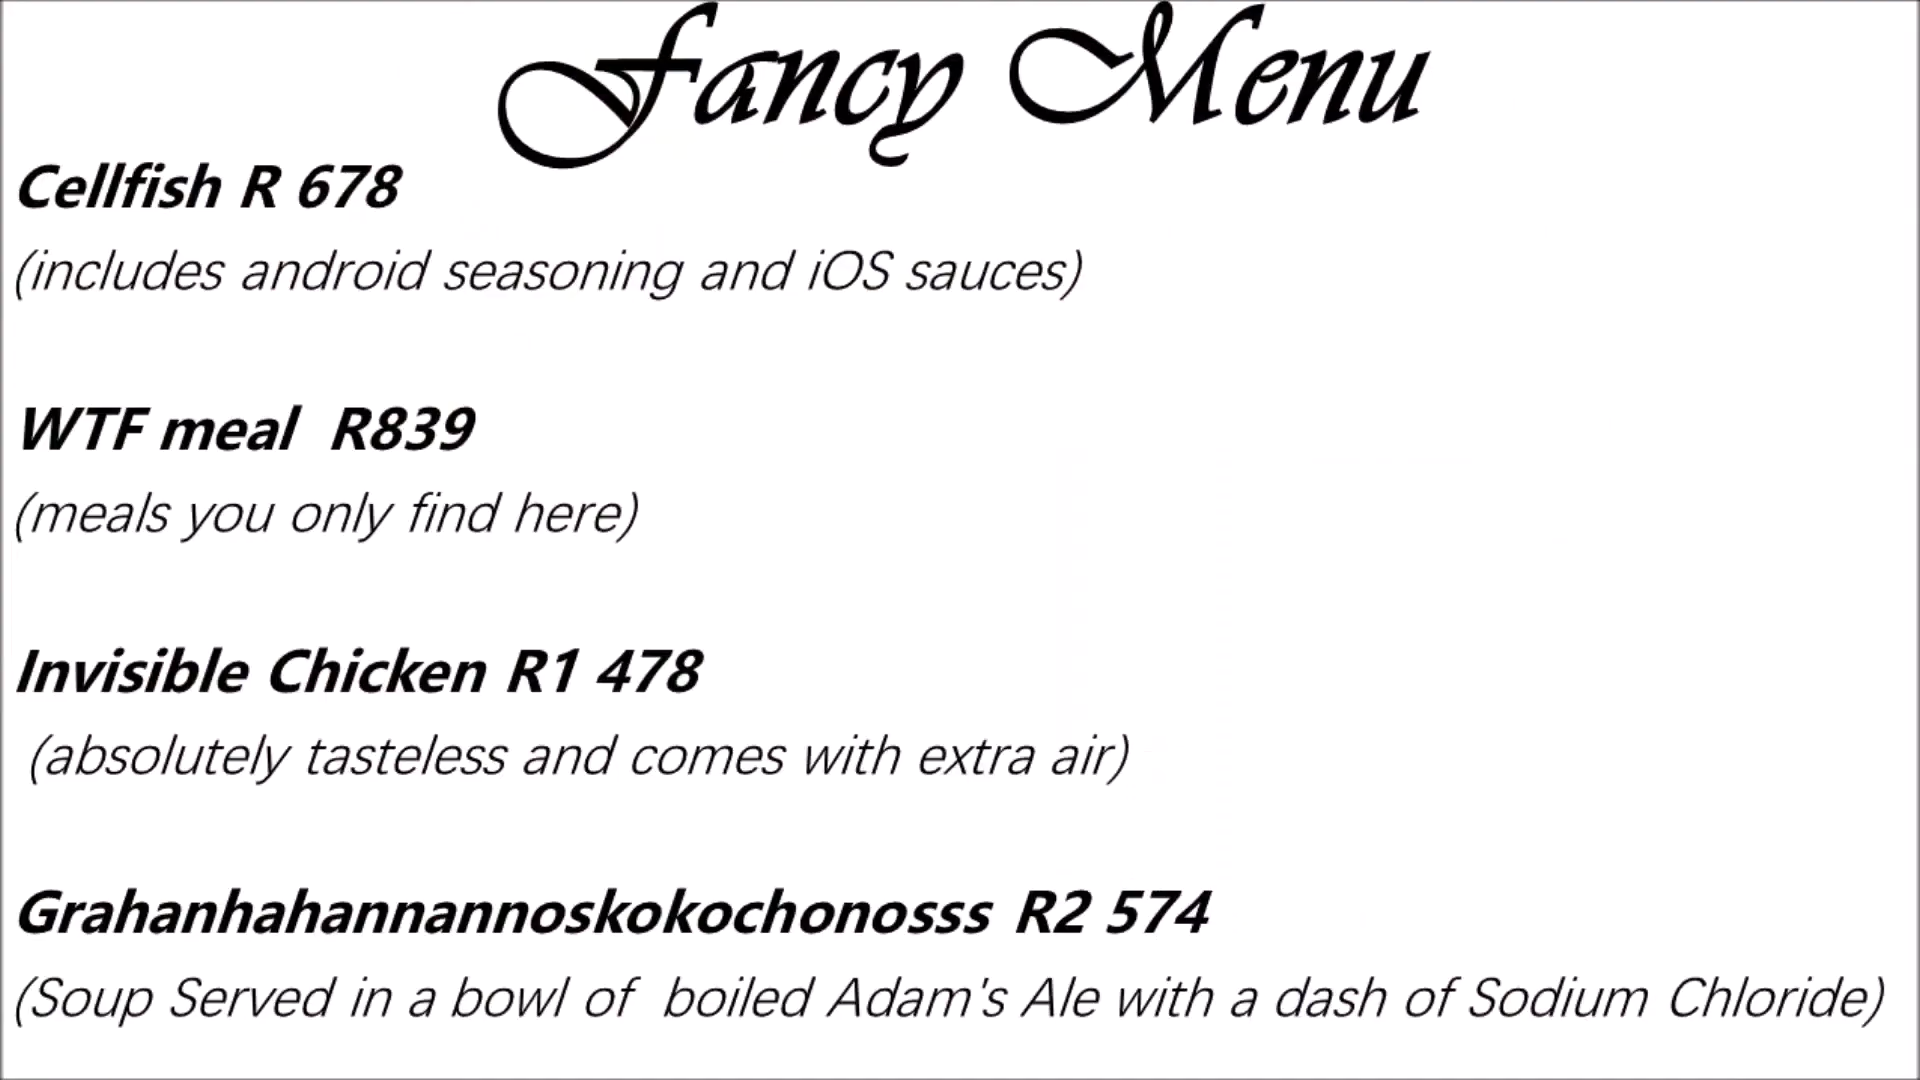 Fancy Menu
Cellfish R 678
(includes android seasoning and iOS sauces)
WTF meal  R839
(meals you only find here)
Invisible Chicken R1 478
(absolutely tasteless and comes with extra air)
Grahanhahannannoskokochonosss R2 574
(Soup Served in a bowl of  boiled Adam's Ale with a dash of Sodium Chloride)